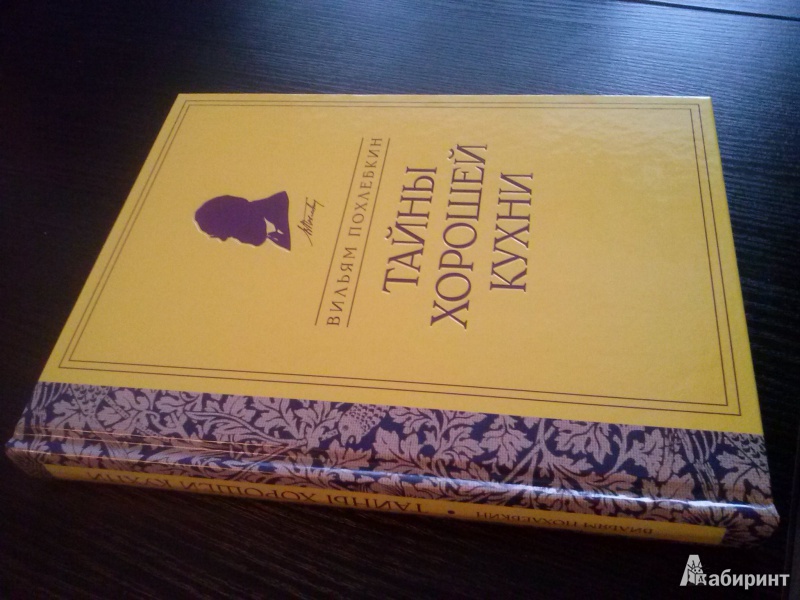 ВИЛЬЯМ ПОХЛЕБКИН
ТАЙНЫ
ХОРОШЕЙ
КУХНИ
ВИЛЬЯМ ПОХЛЕБКИН • ТАЙНЫ ХОРОШЕЙ КУХНИ
Лабиринт